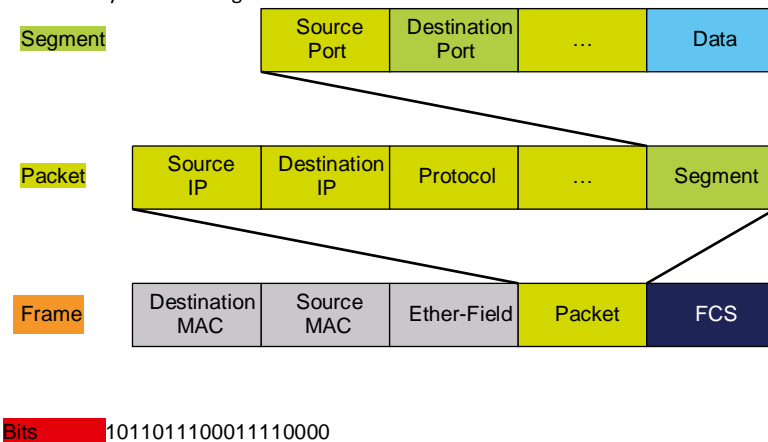 Segment
Source Port
Destination Port
…
Data
Packet
Source IP
Destination IP
Protocol
…
Segment
Frame
Destination MAC
Source MAC
Ether-Field
Packet
FCS
Bits 1011011100011110000